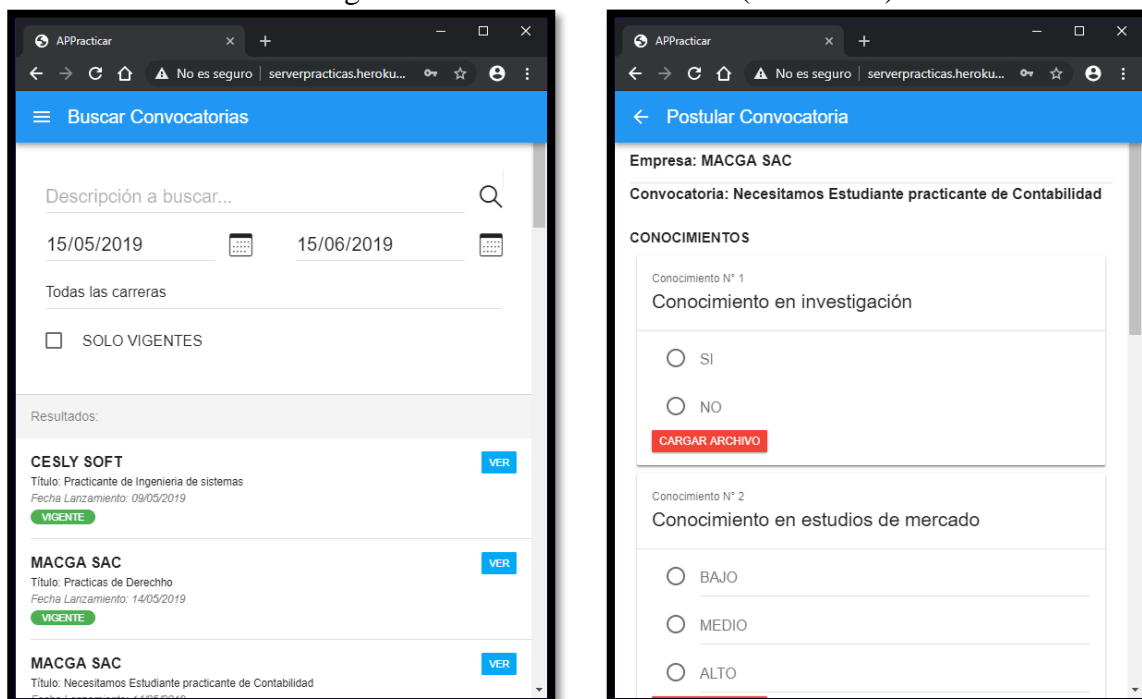 APPracticar
No es seguro serverpracticas.heroku...
Buscar Convocatorias
Descripción a buscar...
15/05/2019 15/06/2019
Todas las carreras
SOLO VIGENTES
Resultados:
CESLY SOFT VER
Título: Practicante de Ingenieria de sistemas
Fecha Lanzamiento: 09/05/2019
VIGENTE
MACGA SAC VER
Título: Practicas de Derechho
Fecha Lanzamiento: 14/05/2019
VIGENTE
MACGA SAC VER
Título: Necesitamos Estudiante practicante de Contabilidad
Fecha Lanzamiento: 14/05/2019
APPracticar
No es seguro serverpracticas.heroku...
Postular Convocatoria
Empresa: MACGA SAC
Convocatoria: Necesitamos Estudiante practicante de Contabilidad
CONOCIMIENTOS
Conocimiento N° 1
Conocimiento en investigación
SI
NO
CARGAR ARCHIVO
Conocimiento N° 2
Conocimiento en estudios de mercado
BAJO
MEDIO
ALTO